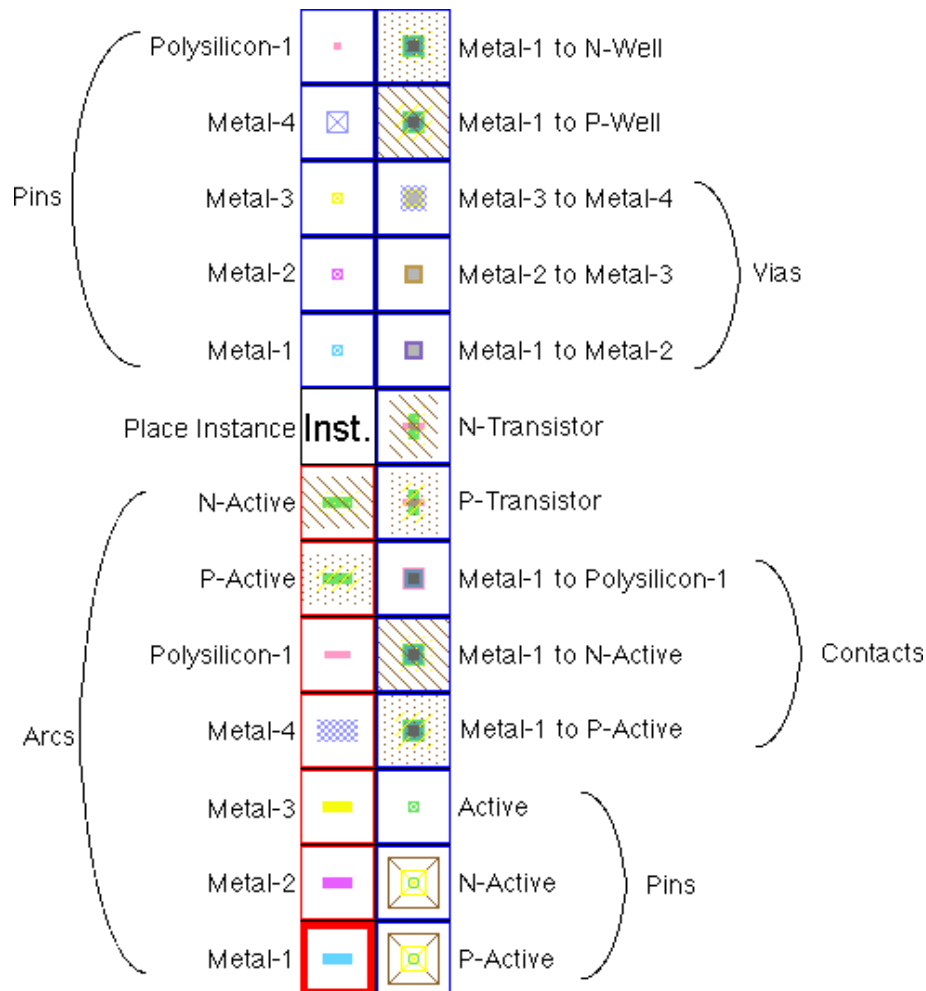 Polysilicon-1
Metal-1 to N-Well
Metal-4
Metal-1 to P-Well
Pins
Metal-3
Metal-3 to Metal-4
Metal-2
Metal-2 to Metal-3
Vias
Metal-1
Metal-1 to Metal-2
Place Instance
Inst.
N-Transistor
N-Active
P-Transistor
P-Active
Metal-1 to Polysilicon-1
Polysilicon-1
Metal-1 to N-Active
Contacts
Arcs
Metal-4
Metal-1 to P-Active
Metal-3
Active
Metal-2
N-Active
Pins
Metal-1
P-Active